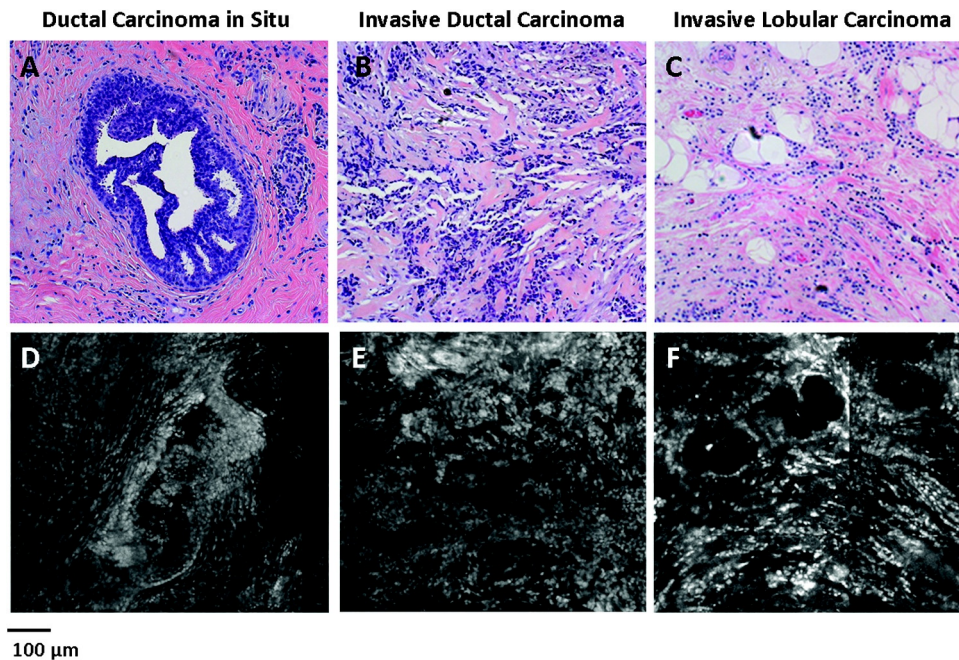 Ductal Carcinoma in Situ
Invasive Ductal Carcinoma
Invasive Lobular Carcinoma
A
B
C
D
E
F
100 µm